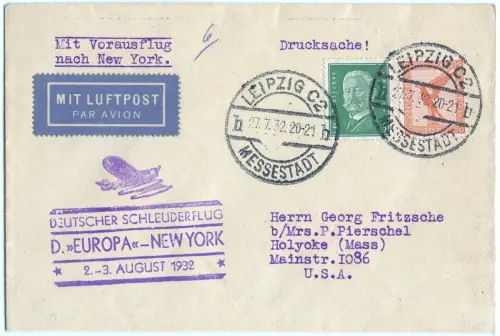 Mit Vorausflug
nach New York.
6
Drucksache!
MIT LUFTPOST
PAR AVION
LEIPZIG C2
b 27.7.32.20-21 b
MESSESTADT
LEIPZIG C2
27.7.32.20-21 b
MESSESTADT
DEUTSCHER SCHLEUDERFLUG
D. »EUROPA«-NEW YORK
* 2.-3. AUGUST 1932 *
Herrn Georg Fritzsche
b/Mrs.P.Pierschel
Holyoke (Mass)
Mainstr.1086
U.S.A.